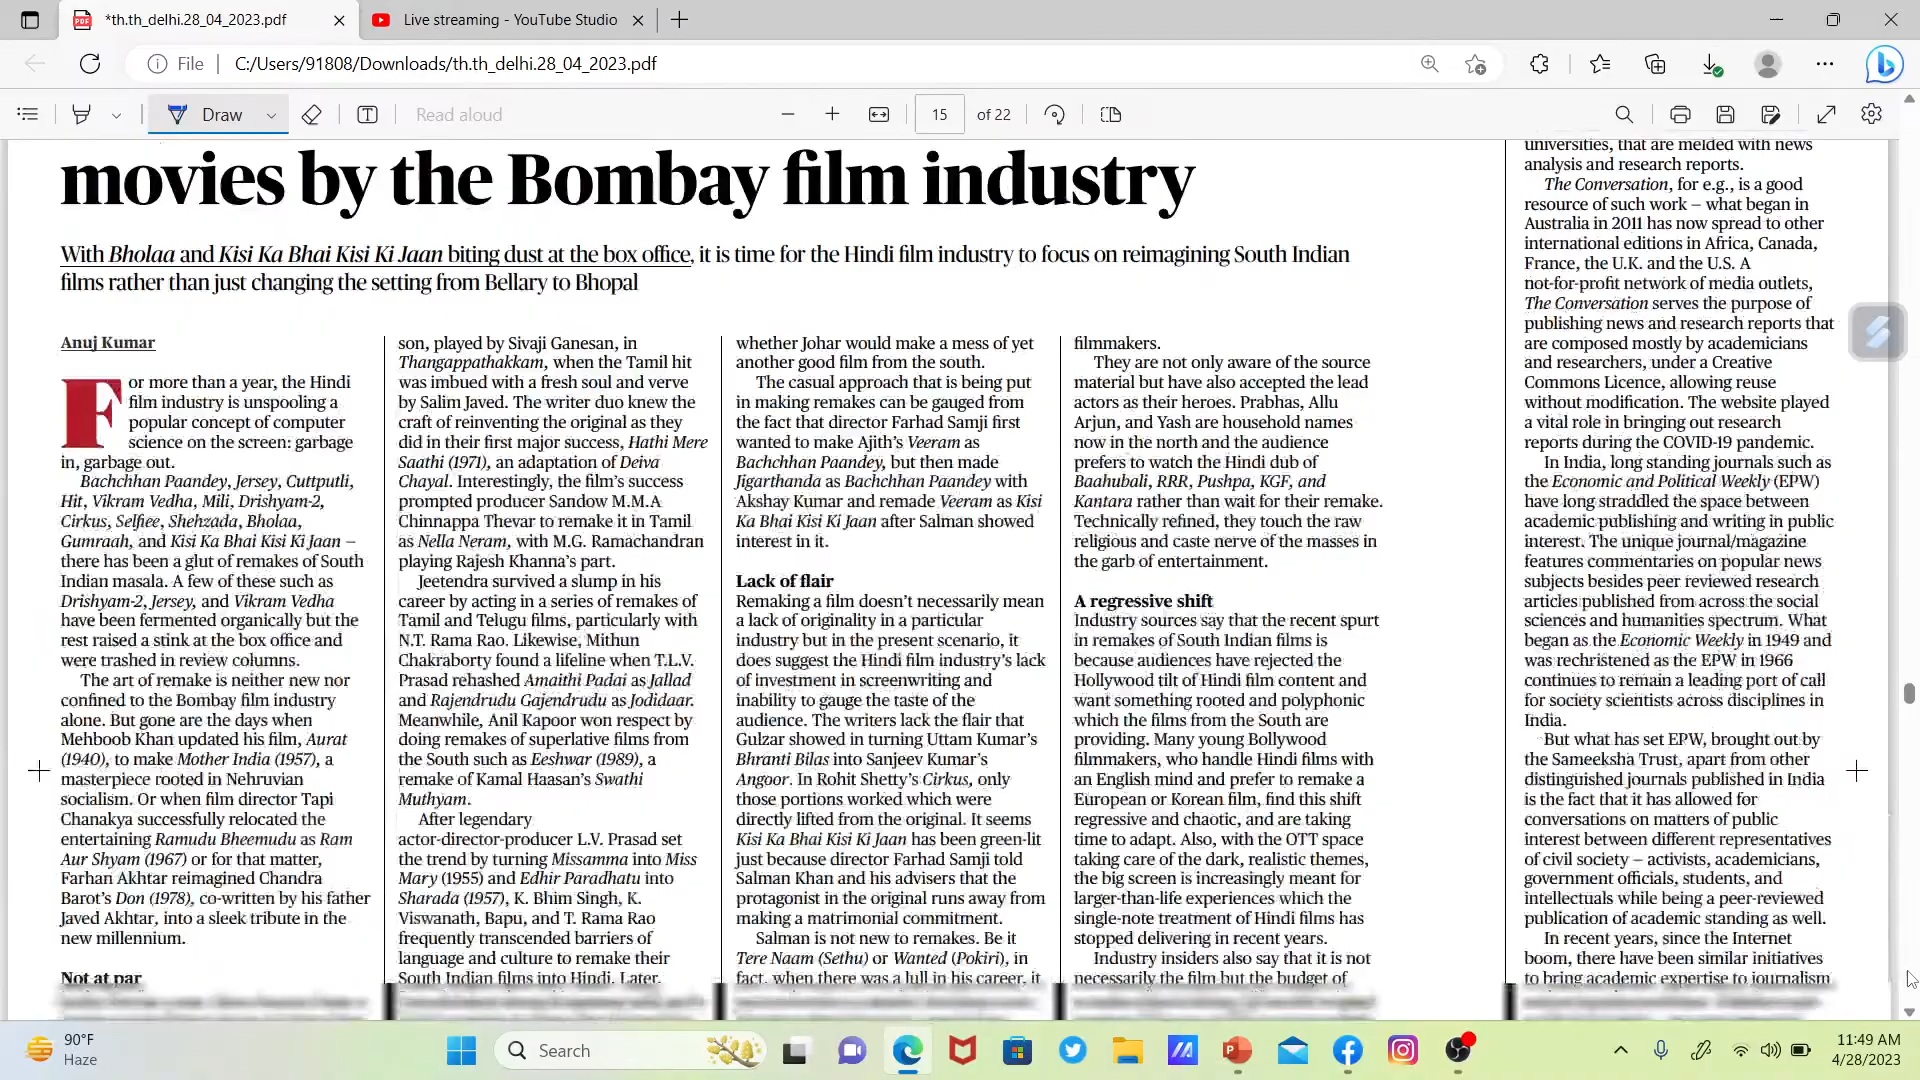 *th.th_delhi.28_04_2023.pdf
Live streaming - YouTube Studio
File
C:/Users/91808/Downloads/th.th_delhi.28_04_2023.pdf
Draw
Read aloud
15 of 22
movies by the Bombay film industry
With Bholaa and Kisi Ka Bhai Kisi Ki Jaan biting dust at the box office, it is time for the Hindi film industry to focus on reimagining South Indian
films rather than just changing the setting from Bellary to Bhopal
Anuj Kumar
For more than a year, the Hindi
film industry is unspooling a
popular concept of computer
science on the screen: garbage
in, garbage out.
Bachchhan Paandey, Jersey, Cuttputli,
Hit, Vikram Vedha, Mili, Drishyam-2,
Cirkus, Selfiee, Shehzada, Bholaa,
Gumraah, and Kisi Ka Bhai Kisi Ki Jaan –
there has been a glut of remakes of South
Indian masala. A few of these such as
Drishyam-2, Jersey, and Vikram Vedha
have been fermented organically but the
rest raised a stink at the box office and
were trashed in review columns.
The art of remake is neither new nor
confined to the Bombay film industry
alone. But gone are the days when
Mehboob Khan updated his film, Aurat
(1940), to make Mother India (1957), a
masterpiece rooted in Nehruvian
socialism. Or when film director Tapi
Chanakya successfully relocated the
entertaining Ramudu Bheemudu as Ram
Aur Shyam (1967) or for that matter,
Farhan Akhtar reimagined Chandra
Barot's Don (1978), co-written by his father
Javed Akhtar, into a sleek tribute in the
new millennium.
Not at par
son, played by Sivaji Ganesan, in
Thangappathakkam, when the Tamil hit
was imbued with a fresh soul and verve
by Salim Javed. The writer duo knew the
craft of reinventing the original as they
did in their first major success, Hathi Mere
Saathi (1971), an adaptation of Deiva
Chayal. Interestingly, the film's success
prompted producer Sandow M.M.A
Chinnappa Thevar to remake it in Tamil
as Nella Neram, with M.G. Ramachandran
playing Rajesh Khanna's part.
Jeetendra survived a slump in his
career by acting in a series of remakes of
Tamil and Telugu films, particularly with
N.T. Rama Rao. Likewise, Mithun
Chakraborty found a lifeline when T.L.V.
Prasad rehashed Amaithi Padai as Jallad
and Rajendrudu Gajendrudu as Jodidaar.
Meanwhile, Anil Kapoor won respect by
doing remakes of superlative films from
the South such as Eeshwar (1989), a
remake of Kamal Haasan's Swathi
Muthyam.
After legendary
actor-director-producer L.V. Prasad set
the trend by turning Missamma into Miss
Mary (1955) and Edhir Paradhatu into
Sharada (1957), K. Bhim Singh, K.
Viswanath, Bapu, and T. Rama Rao
frequently transcended barriers of
language and culture to remake their
South Indian films into Hindi. Later,
whether Johar would make a mess of yet
another good film from the south.
The casual approach that is being put
in making remakes can be gauged from
the fact that director Farhad Samji first
wanted to make Ajith's Veeram as
Bachchhan Paandey, but then made
Jigarthanda as Bachchhan Paandey with
Akshay Kumar and remade Veeram as Kisi
Ka Bhai Kisi Ki Jaan after Salman showed
interest in it.
Lack of flair
Remaking a film doesn't necessarily mean
a lack of originality in a particular
industry but in the present scenario, it
does suggest the Hindi film industry's lack
of investment in screenwriting and
inability to gauge the taste of the
audience. The writers lack the flair that
Gulzar showed in turning Uttam Kumar's
Bhranti Bilas into Sanjeev Kumar's
Angoor. In Rohit Shetty's Cirkus, only
those portions worked which were
directly lifted from the original. It seems
Kisi Ka Bhai Kisi Ki Jaan has been green-lit
just because director Farhad Samji told
Salman Khan and his advisers that the
protagonist in the original runs away from
making a matrimonial commitment.
Salman is not new to remakes. Be it
Tere Naam (Sethu) or Wanted (Pokiri), in
fact, when there was a lull in his career, it
filmmakers.
They are not only aware of the source
material but have also accepted the lead
actors as their heroes. Prabhas, Allu
Arjun, and Yash are household names
now in the north and the audience
prefers to watch the Hindi dub of
Baahubali, RRR, Pushpa, KGF, and
Kantara rather than wait for their remake.
Technically refined, they touch the raw
religious and caste nerve of the masses in
the garb of entertainment.
A regressive shift
Industry sources say that the recent spurt
in remakes of South Indian films is
because audiences have rejected the
Hollywood tilt of Hindi film content and
want something rooted and polyphonic
which the films from the South are
providing. Many young Bollywood
filmmakers, who handle Hindi films with
an English mind and prefer to remake a
European or Korean film, find this shift
regressive and chaotic, and are taking
time to adapt. Also, with the OTT space
taking care of the dark, realistic themes,
the big screen is increasingly meant for
larger-than-life experiences which the
single-note treatment of Hindi films has
stopped delivering in recent years.
Industry insiders also say that it is not
necessarily the film but the budget of
universities, that are melded with news
analysis and research reports.
The Conversation, for e.g., is a good
resource of such work – what began in
Australia in 2011 has now spread to other
international editions in Africa, Canada,
France, the U.K. and the U.S. A
not-for-profit network of media outlets,
The Conversation serves the purpose of
publishing news and research reports that
are composed mostly by academicians
and researchers, under a Creative
Commons Licence, allowing reuse
without modification. The website played
a vital role in bringing out research
reports during the COVID-19 pandemic.
In India, long standing journals such as
the Economic and Political Weekly (EPW)
have long straddled the space between
academic publishing and writing in public
interest. The unique journal/magazine
features commentaries on popular news
subjects besides peer reviewed research
articles published from across the social
sciences and humanities spectrum. What
began as the Economic Weekly in 1949 and
was rechristened as the EPW in 1966
continues to remain a leading port of call
for society scientists across disciplines in
India.
But what has set EPW, brought out by
the Sameeksha Trust, apart from other
distinguished journals published in India
is the fact that it has allowed for
conversations on matters of public
interest between different representatives
of civil society – activists, academicians,
government officials, students, and
intellectuals while being a peer-reviewed
publication of academic standing as well.
In recent years, since the Internet
boom, there have been similar initiatives
to bring academic expertise to journalism
90°F
Haze
Search
11:49 AM
4/28/2023